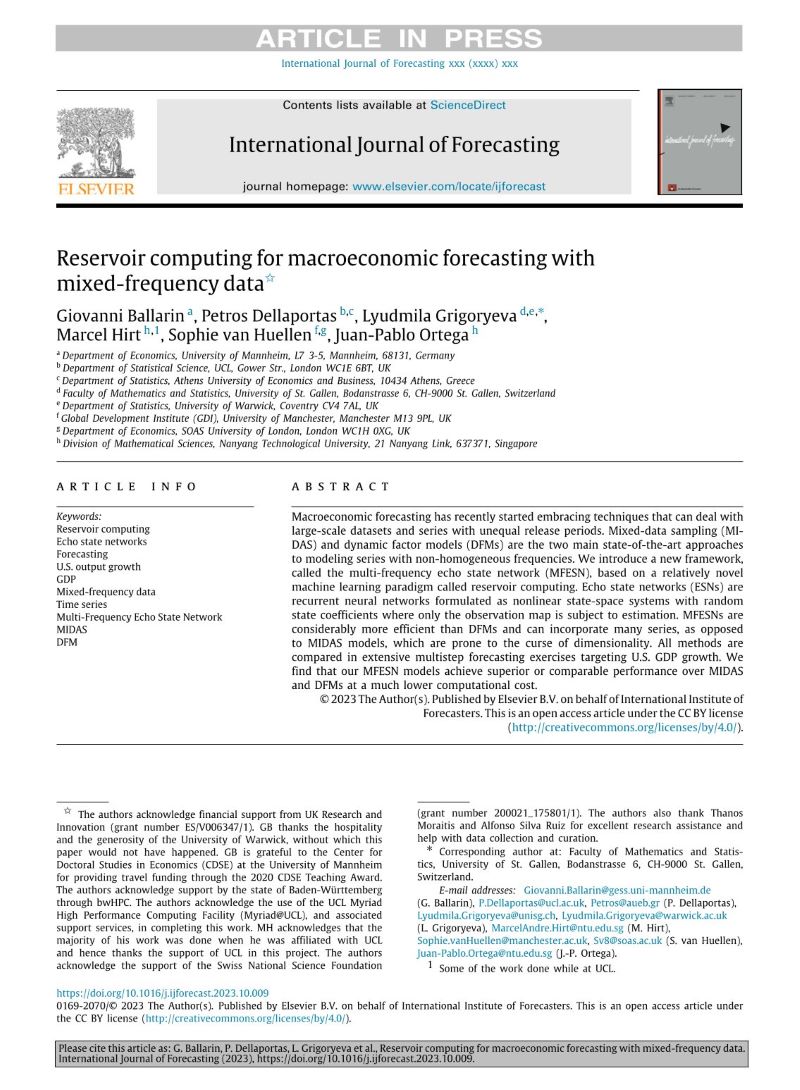 ARTICLE IN PRESS
International Journal of Forecasting xxx (xxxx) xxx
Contents lists available at ScienceDirect
International Journal of Forecasting
journal homepage: www.elsevier.com/locate/ijforecast
ELSEVIER
international journal of forecasting
Reservoir computing for macroeconomic forecasting with
mixed-frequency data☆
Giovanni Ballarin a, Petros Dellaportas b,c, Lyudmila Grigoryeva d,e,*,
Marcel Hirt h,1, Sophie van Huellen f,g, Juan-Pablo Ortega h
a Department of Economics, University of Mannheim, L7 3-5, Mannheim, 68131, Germany
b Department of Statistical Science, UCL, Gower Str., London WC1E 6BT, UK
c Department of Statistics, Athens University of Economics and Business, 10434 Athens, Greece
d Faculty of Mathematics and Statistics, University of St. Gallen, Bodanstrasse 6, CH-9000 St. Gallen, Switzerland
e Department of Statistics, University of Warwick, Coventry CV4 7AL, UK
f Global Development Institute (GDI), University of Manchester, Manchester M13 9PL, UK
g Department of Economics, SOAS University of London, London WC1H 0XG, UK
h Division of Mathematical Sciences, Nanyang Technological University, 21 Nanyang Link, 637371, Singapore
ARTICLE INFO
Keywords:
Reservoir computing
Echo state networks
Forecasting
U.S. output growth
GDP
Mixed-frequency data
Time series
Multi-Frequency Echo State Network
MIDAS
DFM
ABSTRACT
Macroeconomic forecasting has recently started embracing techniques that can deal with
large-scale datasets and series with unequal release periods. Mixed-data sampling (MI-
DAS) and dynamic factor models (DFMs) are the two main state-of-the-art approaches
to modeling series with non-homogeneous frequencies. We introduce a new framework,
called the multi-frequency echo state network (MFESN), based on a relatively novel
machine learning paradigm called reservoir computing. Echo state networks (ESNs) are
recurrent neural networks formulated as nonlinear state-space systems with random
state coefficients where only the observation map is subject to estimation. MFESNs are
considerably more efficient than DFMs and can incorporate many series, as opposed
to MIDAS models, which are prone to the curse of dimensionality. All methods are
compared in extensive multistep forecasting exercises targeting U.S. GDP growth. We
find that our MFESN models achieve superior or comparable performance over MIDAS
and DFMs at a much lower computational cost.
© 2023 The Author(s). Published by Elsevier B.V. on behalf of International Institute of
Forecasters. This is an open access article under the CC BY license
(http://creativecommons.org/licenses/by/4.0/).
☆ The authors acknowledge financial support from UK Research and
Innovation (grant number ES/V006347/1). GB thanks the hospitality
and the generosity of the University of Warwick, without which this
paper would not have happened. GB is grateful to the Center for
Doctoral Studies in Economics (CDSE) at the University of Mannheim
for providing travel funding through the 2020 CDSE Teaching Award.
The authors acknowledge support by the state of Baden-Württemberg
through bwHPC. The authors acknowledge the use of the UCL Myriad
High Performance Computing Facility (Myriad@UCL), and associated
support services, in completing this work. MH acknowledges that the
majority of his work was done when he was affiliated with UCL
and hence thanks the support of UCL in this project. The authors
acknowledge the support of the Swiss National Science Foundation
(grant number 200021_175801/1). The authors also thank Thanos
Moraitis and Alfonso Silva Ruiz for excellent research assistance and
help with data collection and curation.
* Corresponding author at: Faculty of Mathematics and Statis-
tics, University of St. Gallen, Bodanstrasse 6, CH-9000 St. Gallen,
Switzerland.
E-mail addresses: Giovanni.Ballarin@gess.uni-mannheim.de
(G. Ballarin), P.Dellaportas@ucl.ac.uk, Petros@aueb.gr (P. Dellaportas),
Lyudmila.Grigoryeva@unisg.ch, Lyudmila.Grigoryeva@warwick.ac.uk
(L. Grigoryeva), MarcelAndre.Hirt@ntu.edu.sg (M. Hirt),
Sophie.vanHuellen@manchester.ac.uk, Sv8@soas.ac.uk (S. van Huellen),
Juan-Pablo.Ortega@ntu.edu.sg (J.-P. Ortega).
1 Some of the work done while at UCL.
https://doi.org/10.1016/j.ijforecast.2023.10.009
0169-2070/© 2023 The Author(s). Published by Elsevier B.V. on behalf of International Institute of Forecasters. This is an open access article under
the CC BY license (http://creativecommons.org/licenses/by/4.0/).
Please cite this article as: G. Ballarin, P. Dellaportas, L. Grigoryeva et al., Reservoir computing for macroeconomic forecasting with mixed-frequency data.
International Journal of Forecasting (2023), https://doi.org/10.1016/j.ijforecast.2023.10.009.